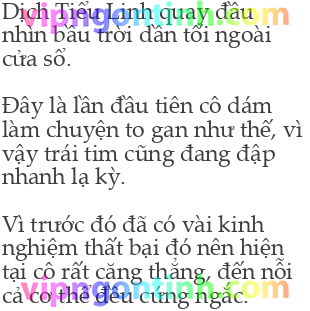 Dịch Tiểu Linh quay đầu
nhìn bầu trời dần tối ngoài
cửa sổ.
Đây là lần đầu tiên cô dám
làm chuyện to gan như thế, vì
vậy trái tim cũng đang đập
nhanh lạ kỳ.
Vì trước đó đã có vài kinh
nghiệm thất bại đó nên hiện
tại cô rất căng thẳng, đến nỗi
cả cơ thể đều cứng ngắc.
vipngontinh.com
vipngontinh.com